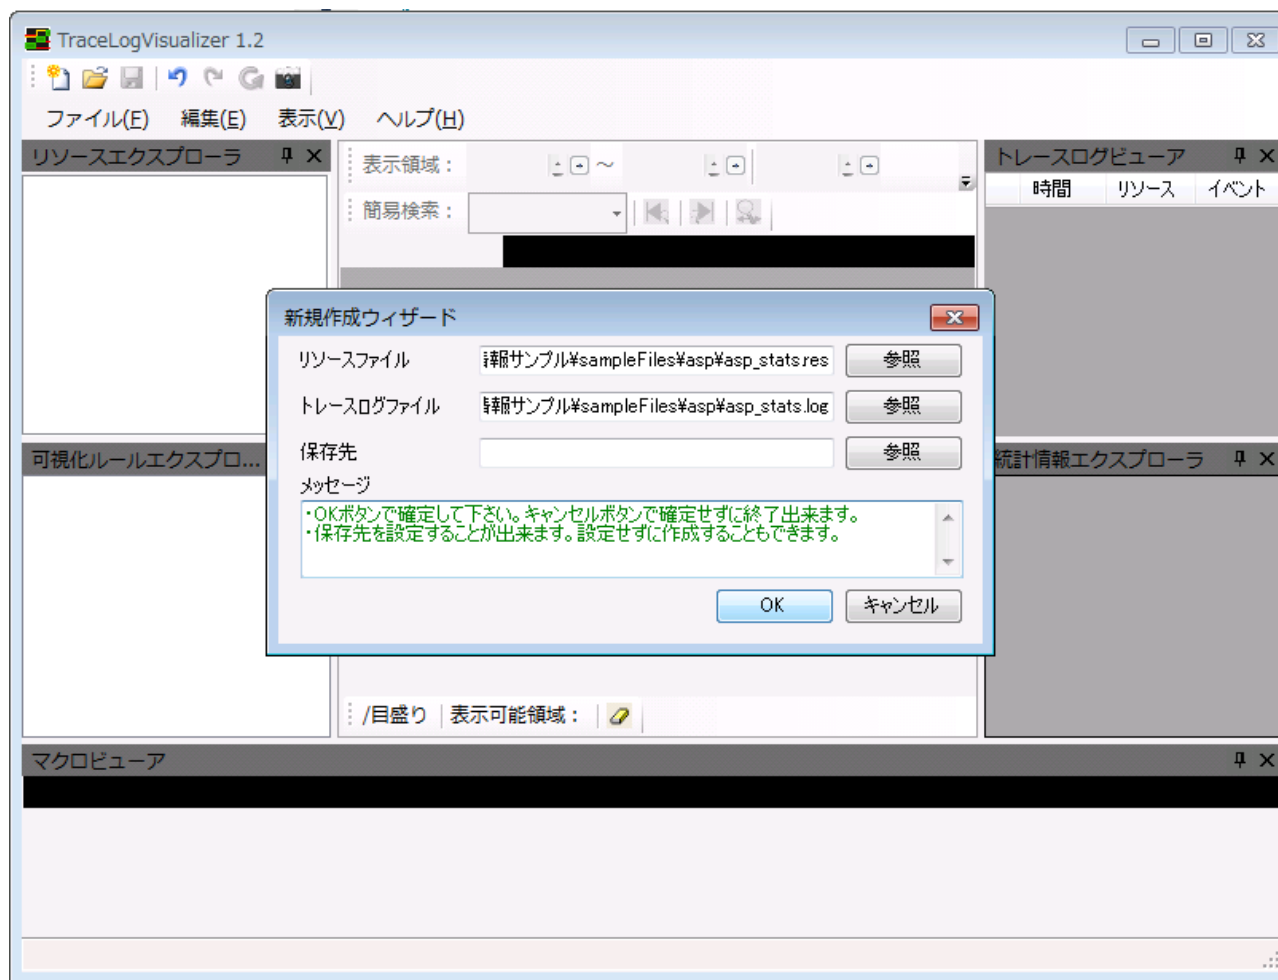 TraceLogVisualizer 1.2
ファイル(F) 編集(E) 表示(V) ヘルプ(H)
リソースエクスプローラ
表示領域： ～
簡易検索：
トレースログビューア
時間 リソース イベント
新規作成ウィザード
リソースファイル
報サンプル¥sampleFiles¥asp¥asp_stats.res
参照
トレースログファイル
報サンプル¥sampleFiles¥asp¥asp_stats.log
参照
保存先
参照
メッセージ
・OKボタンで確定して下さい。キャンセルボタンで確定せずに終了出来ます。
・保存先を設定することが出来ます。設定せずに作成することもできます。
OK
キャンセル
可視化ルールエクスプロ...
統計情報エクスプローラ
/目盛り 表示可能領域：
マクロビューア